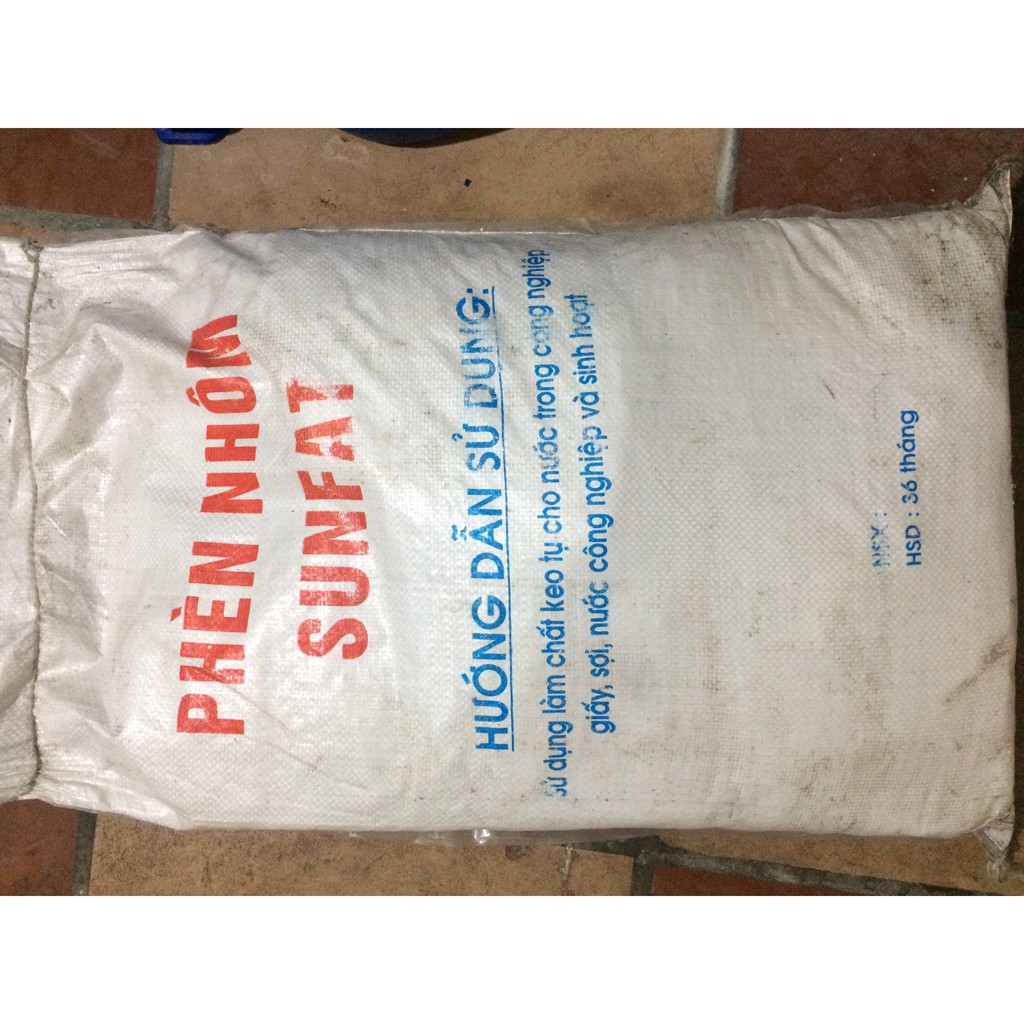 PHÈN NHÔM
SUNFAT
HƯỚNG DẪN SỬ DỤNG:
Sử dụng làm chất keo tụ cho nước trong công nghiệp
giấy, sợi, nước công nghiệp và sinh hoạt
NSX :
HSD : 36 tháng